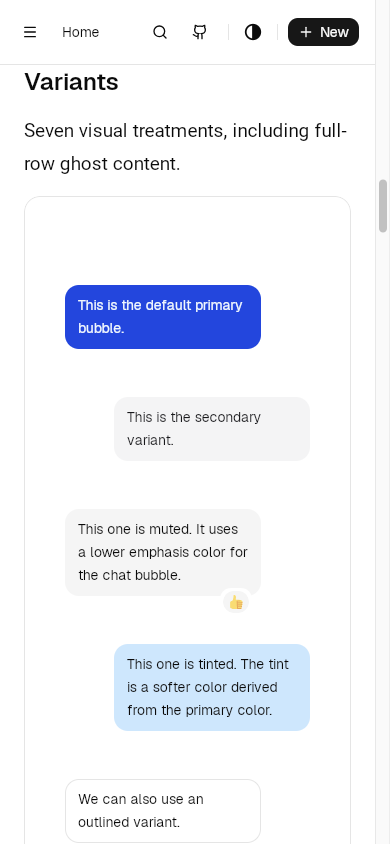 Home
New
Variants
Seven visual treatments, including full-
row ghost content.
This is the default primary
bubble.
This is the secondary
variant.
This one is muted. It uses
a lower emphasis color for
the chat bubble.
👍
This one is tinted. The tint
is a softer color derived
from the primary color.
We can also use an
outlined variant.